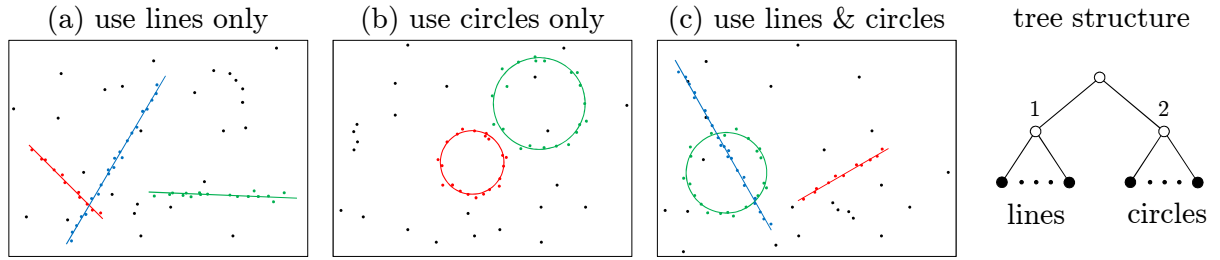 (a) use lines only
(b) use circles only
(c) use lines & circles
tree structure
1 2
lines circles